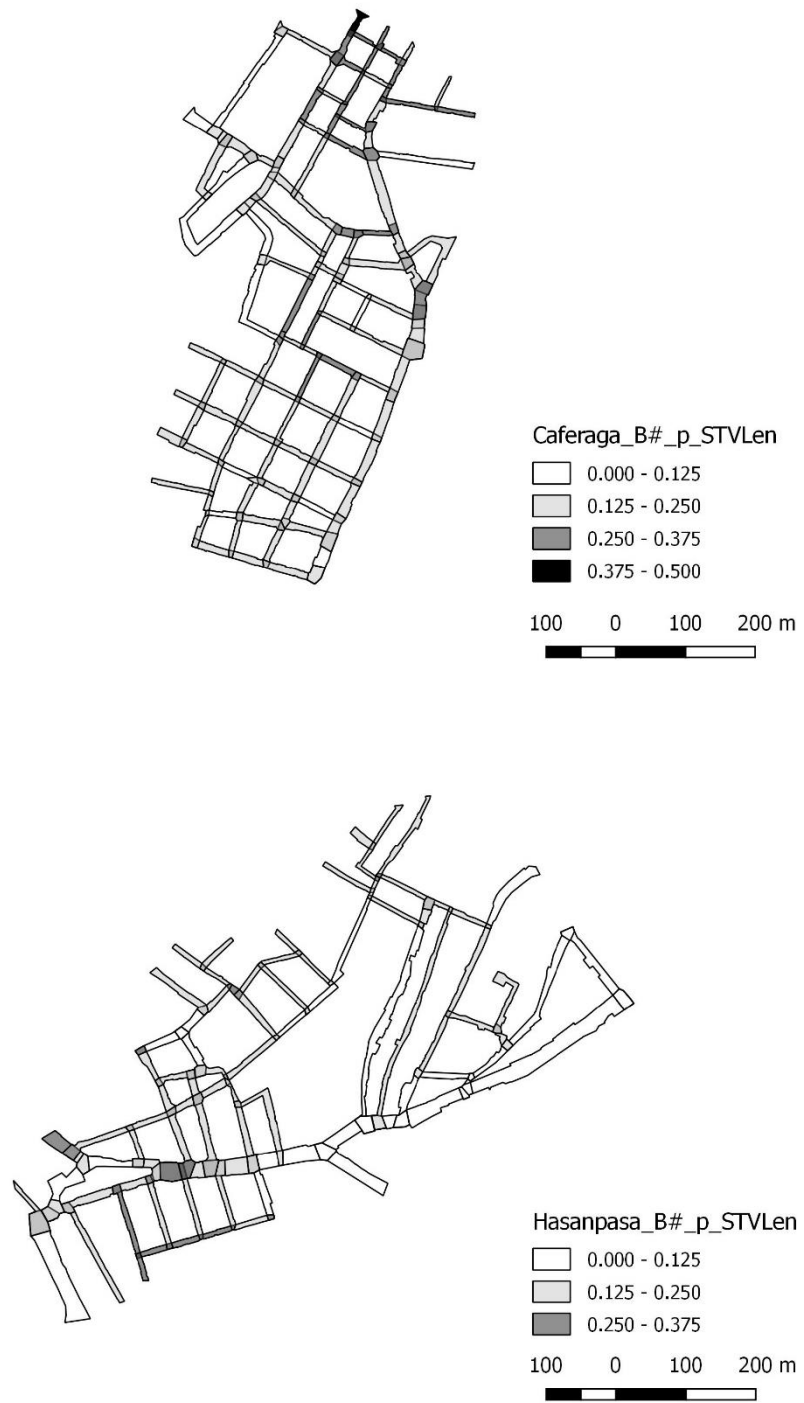 Caferaga_B#_p_STVLen
0.000 - 0.125
0.125 - 0.250
0.250 - 0.375
0.375 - 0.500
100 0 100 200 m
Hasanpasa_B#_p_STVLen
0.000 - 0.125
0.125 - 0.250
0.250 - 0.375
100 0 100 200 m